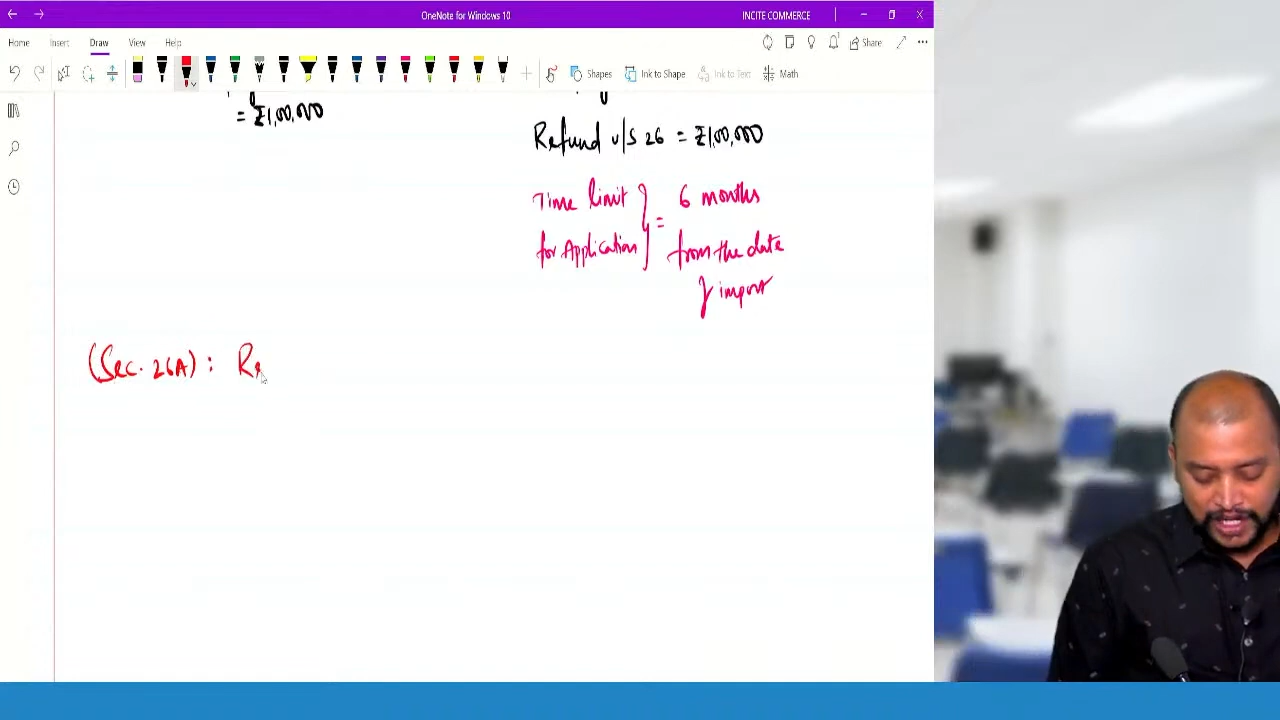 OneNote for Windows 10
INCITE COMMERCE
Home Insert Draw View Help
Share
Shapes Ink to Shape Ink to Text Math
= ₹1,00,000
Refund u/s 26 = ₹1,00,000
Time limit for Application } = 6 months
from the date
of import
(Sec. 26A) : Re